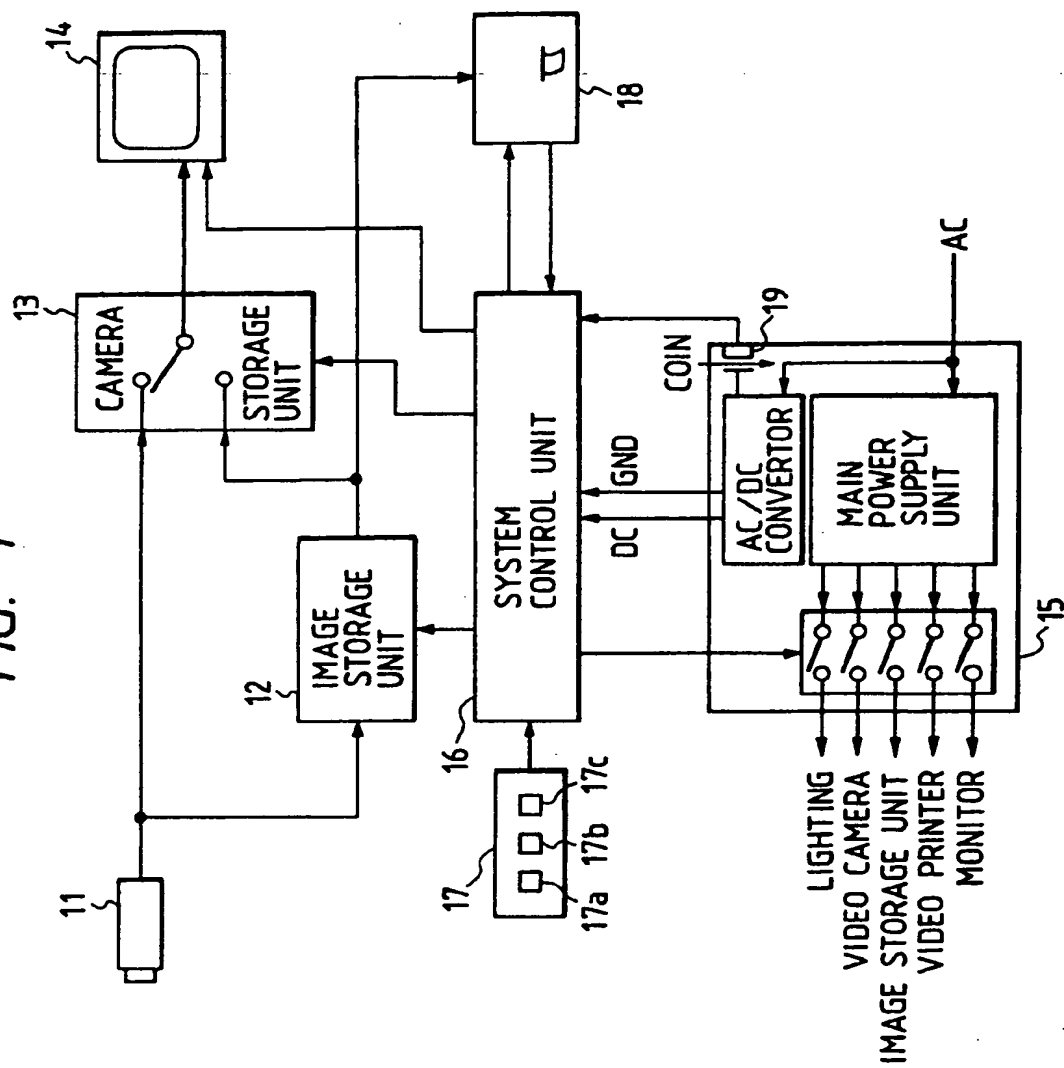 FIG. 1
11
12
IMAGE
STORAGE
UNIT
13
CAMERA
STORAGE
UNIT
14
16
SYSTEM
CONTROL UNIT
17
17a
17b
17c
18
DC
GND
COIN
19
AC
AC/DC
CONVERTOR
MAIN
POWER
SUPPLY
UNIT
15
LIGHTING
VIDEO CAMERA
IMAGE STORAGE UNIT
VIDEO PRINTER
MONITOR